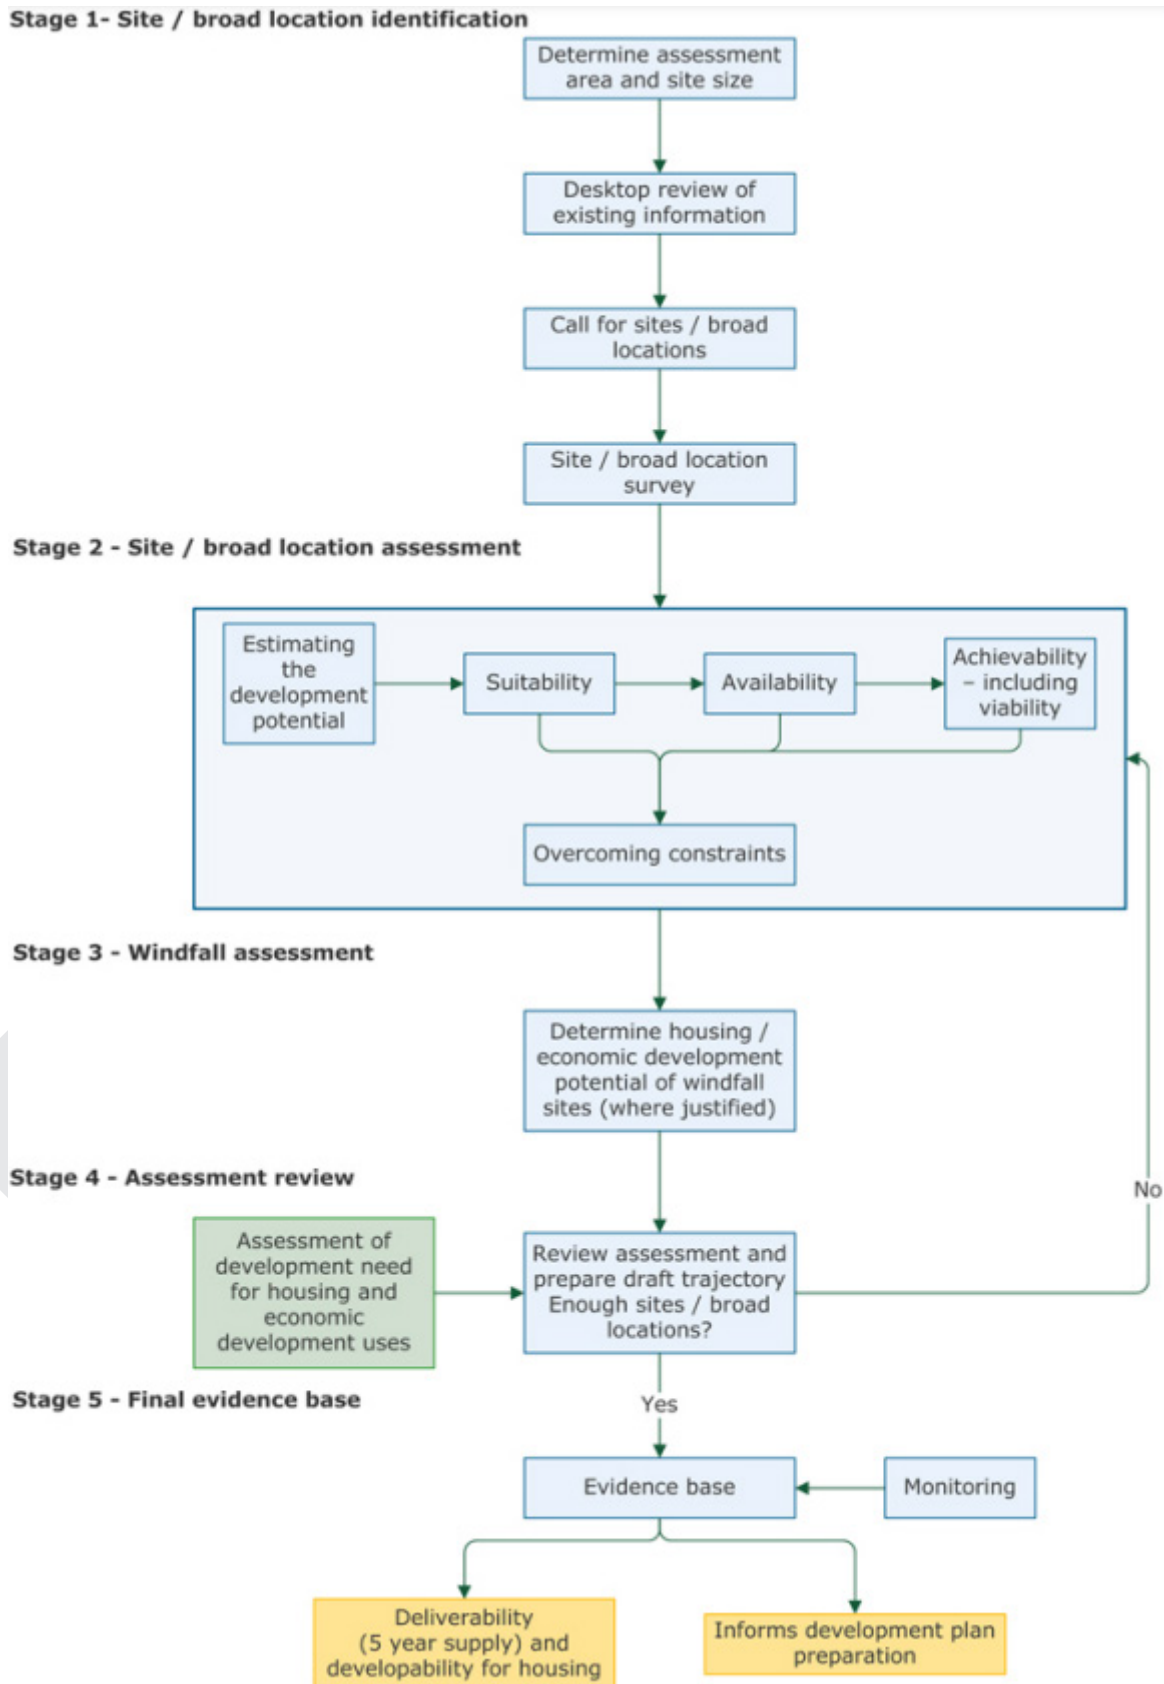 Stage 1- Site / broad location identification
Determine assessment
area and site size
Desktop review of
existing information
Call for sites / broad
locations
Site / broad location
survey
Stage 2 - Site / broad location assessment
Estimating
the
development
potential
Suitability
Availability
Achievability
– including
viability
Overcoming constraints
Stage 3 - Windfall assessment
Determine housing /
economic development
potential of windfall
sites (where justified)
Stage 4 - Assessment review
No
Assessment of
development need
for housing and
economic
development uses
Review assessment and
prepare draft trajectory
Enough sites / broad
locations?
Stage 5 - Final evidence base
Yes
Evidence base
Monitoring
Deliverability
(5 year supply) and
developability for housing
Informs development plan
preparation